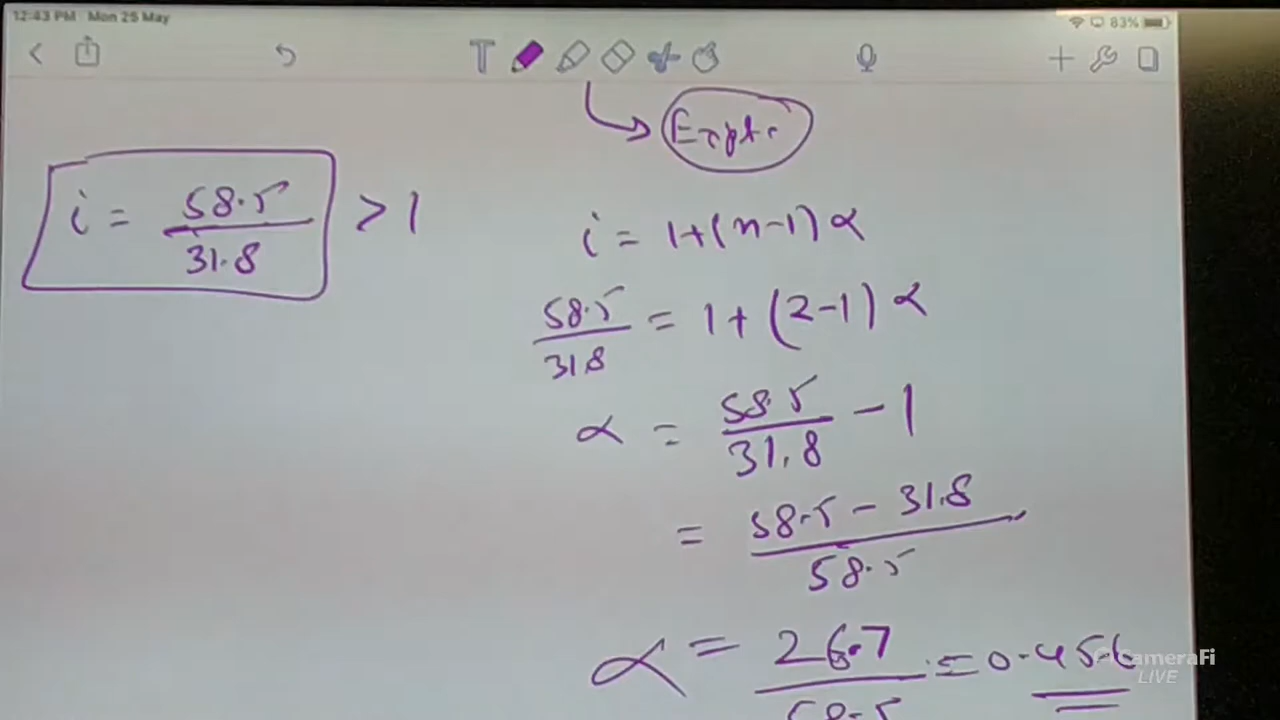 12:43 PM Mon 25 May
83%
T
Expt.
i = 58.5 / 31.8 > 1
i = 1+(n-1)α
58.5 / 31.8 = 1+(2-1)α
α = 58.5 / 31.8 - 1
= 58.5 - 31.8 / 58.5
α = 26.7 / 58.5 = 0.456
CameraFi
LIVE